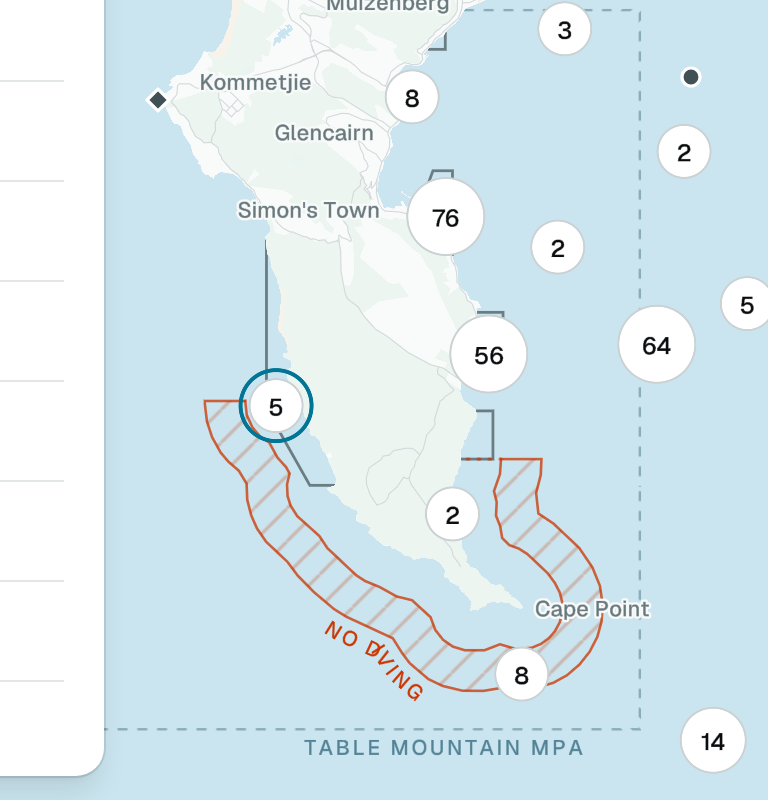 Muizenberg
3
Kommetjie
8
Glencairn
2
Simon's Town
76
2
5
64
56
5
2
Cape Point
NO DIVING
8
14
TABLE MOUNTAIN MPA